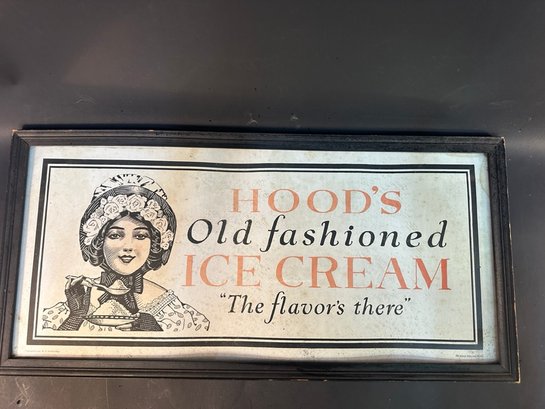 HOOD'S
Old fashioned
ICE CREAM
"The flavor's there"